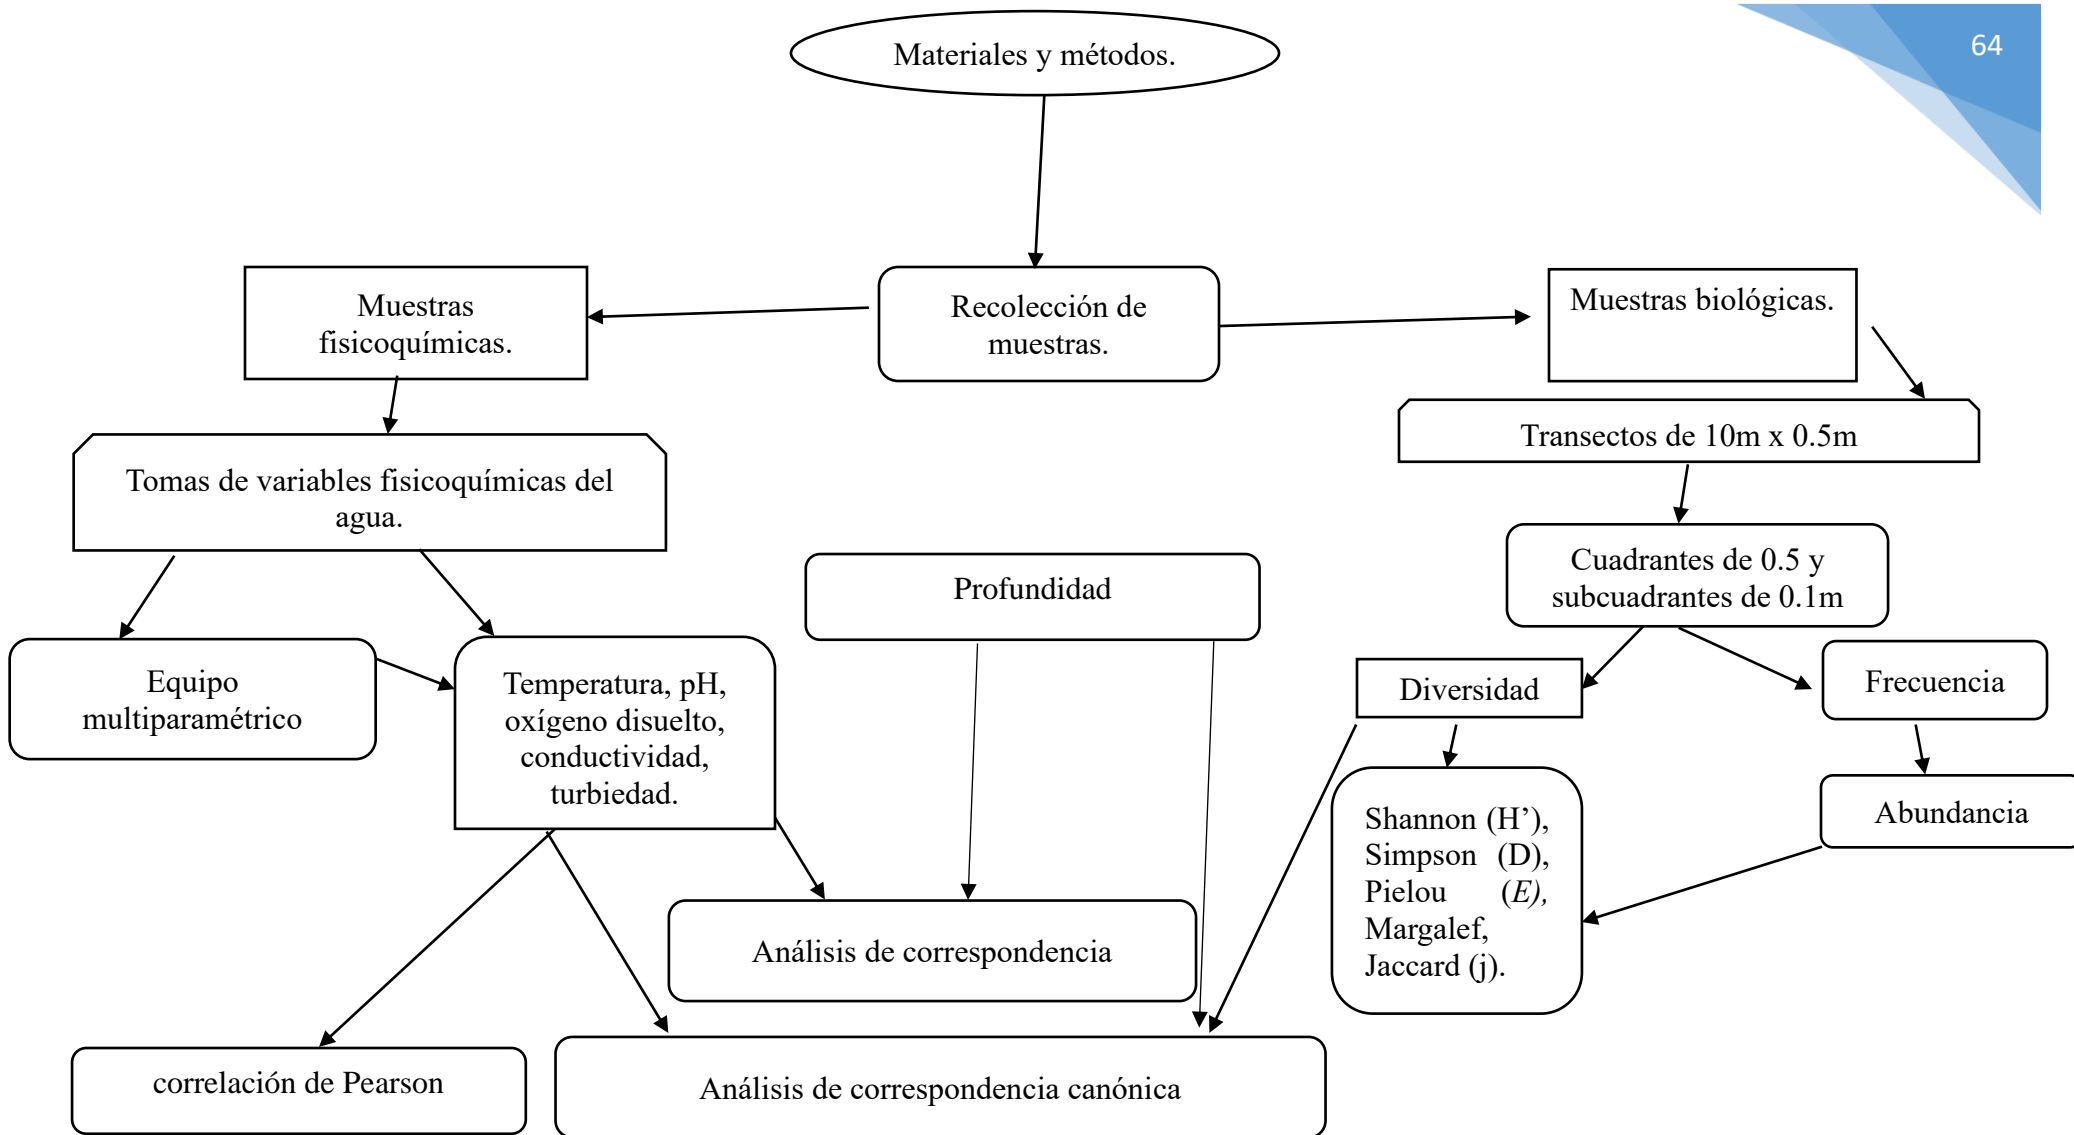 64
Materiales y métodos.
Muestras
fisicoquímicas.
Recolección de
muestras.
Muestras biológicas.
Transectos de 10m x 0.5m
Tomas de variables fisicoquímicas del
agua.
Cuadrantes de 0.5 y
subcuadrantes de 0.1m
Profundidad
Equipo
multiparamétrico
Temperatura, pH,
oxígeno disuelto,
conductividad,
turbiedad.
Diversidad
Frecuencia
Abundancia
Shannon (H’),
Simpson (D),
Pielou (E),
Margalef,
Jaccard (j).
Análisis de correspondencia
correlación de Pearson
Análisis de correspondencia canónica